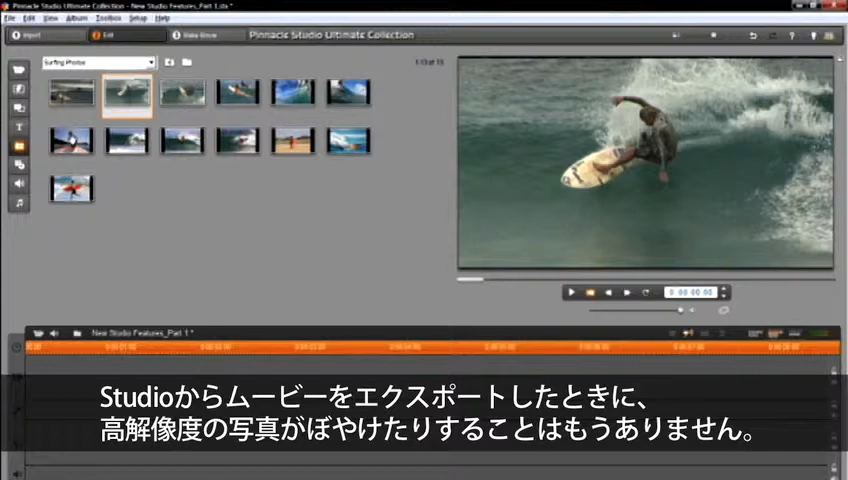 Pinnacle Studio Ultimate Collection - New Studio Features_Part 1.stx *
File Edit View Album Toolbox Setup Help
1 Import 2 Edit 3 Make Movie Pinnacle Studio Ultimate Collection
Surfing Photos
0:00:00.00
New Studio Features_Part 1 *
Studioからムービーをエクスポートしたときに、
高解像度の写真がぼやけたりすることはもうありません。